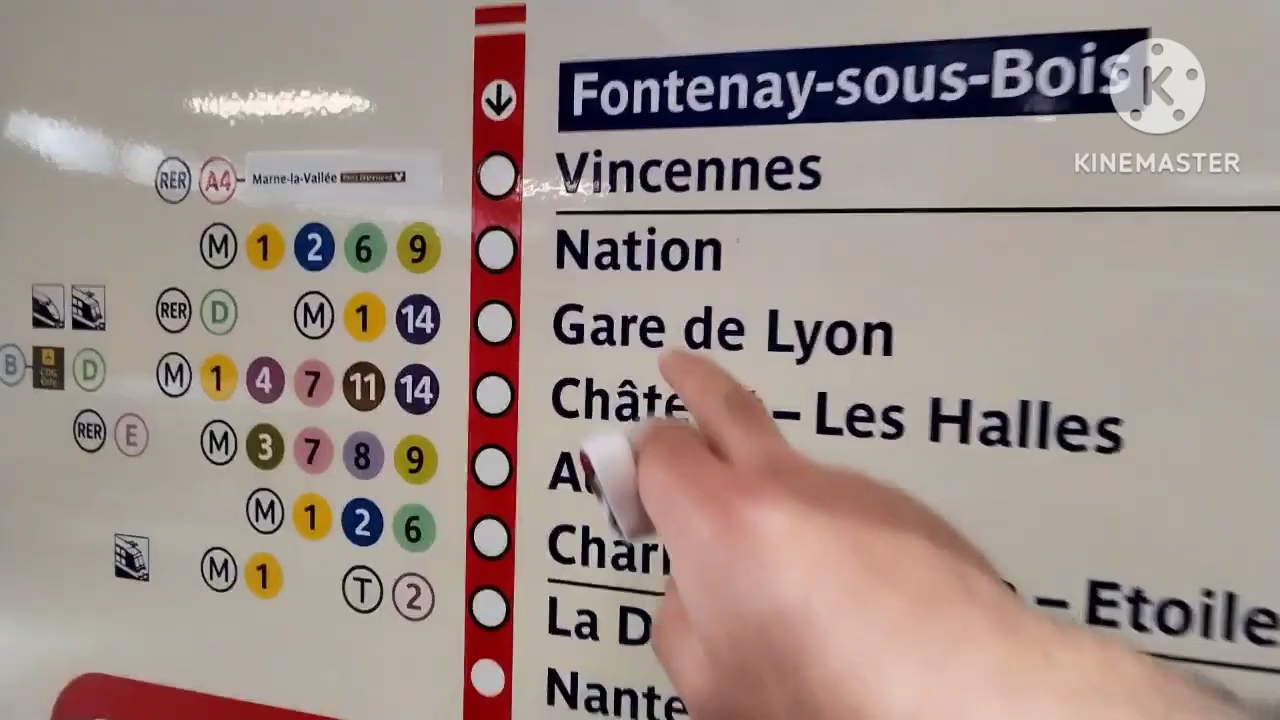 Fontenay-sous-Bois
K
KINEMASTER
RER A4 Marne-la-Vallée
Vincennes
M 1 2 6 9
Nation
RER D M 1 14
Gare de Lyon
B D M 1 4 7 11 14
– Les Halles
RER E M 3 7 8 9
M 1 2 6
– Etoile
M 1 T 2
La